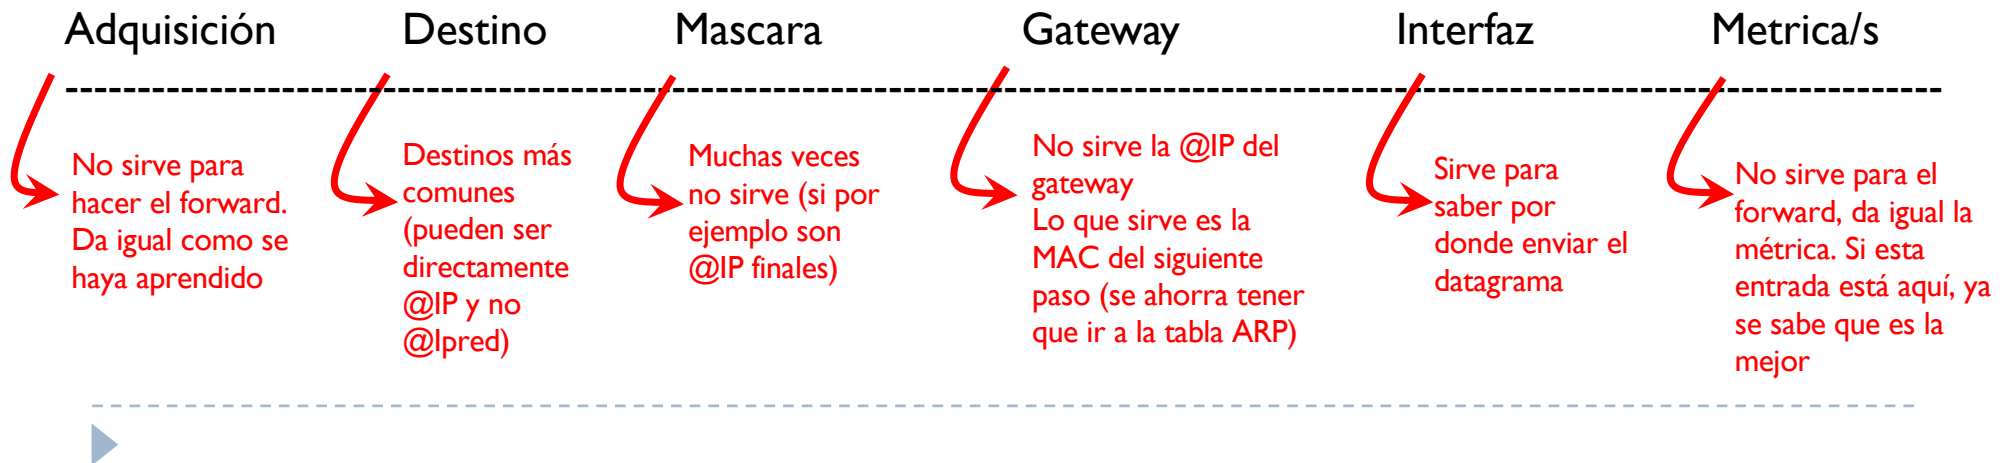 Adquisición Destino Mascara Gateway Interfaz Metrica/s
No sirve para
hacer el forward.
Da igual como se
haya aprendido
Destinos más
comunes
(pueden ser
directamente
@IP y no
@Ipred)
Muchas veces
no sirve (si por
ejemplo son
@IP finales)
No sirve la @IP del
gateway
Lo que sirve es la
MAC del siguiente
paso (se ahorra tener
que ir a la tabla ARP)
Sirve para
saber por
donde enviar el
datagrama
No sirve para el
forward, da igual la
métrica. Si esta
entrada está aquí, ya
se sabe que es la
mejor